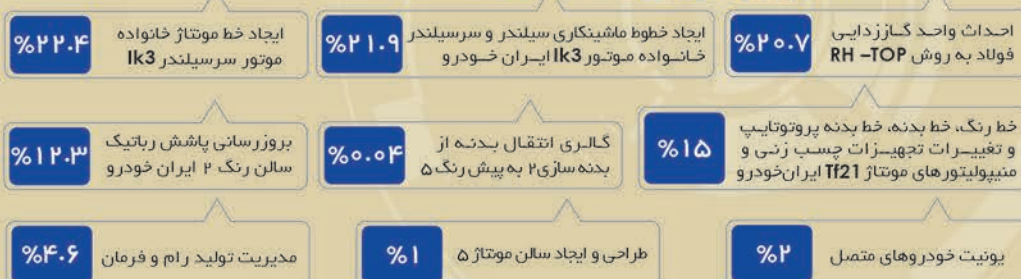 احداث واحد گاززدایی
فولاد به روش RH –TOP
%۲۰.۷
ایجاد خطوط ماشینکاری سیلندر و سرسیلندر
خانواده موتور Ik3 ایران خودرو
%۲۱.۹
ایجاد خط مونتاژ خانواده
موتور سرسیلندر Ik3
%۲۲.۴
خط رنگ، خط بدنه، خط بدنه پروتوتایپ
و تغییرات تجهیزات چسب زنی و
منیپولیتورهای مونتاژ Tf21 ایران‌خودرو
%۱۵
گالری انتقال بدنه از
بدنه سازی۲ به پیش رنگ ۵
%۰.۰۴
بروزرسانی پاشش رباتیک
سالن رنگ ۲ ایران خودرو
%۱۲.۳
یونیت خودروهای متصل
%۲
طراحی و ایجاد سالن مونتاژ ۵
%۱
مدیریت تولید رام و فرمان
%۴.۶